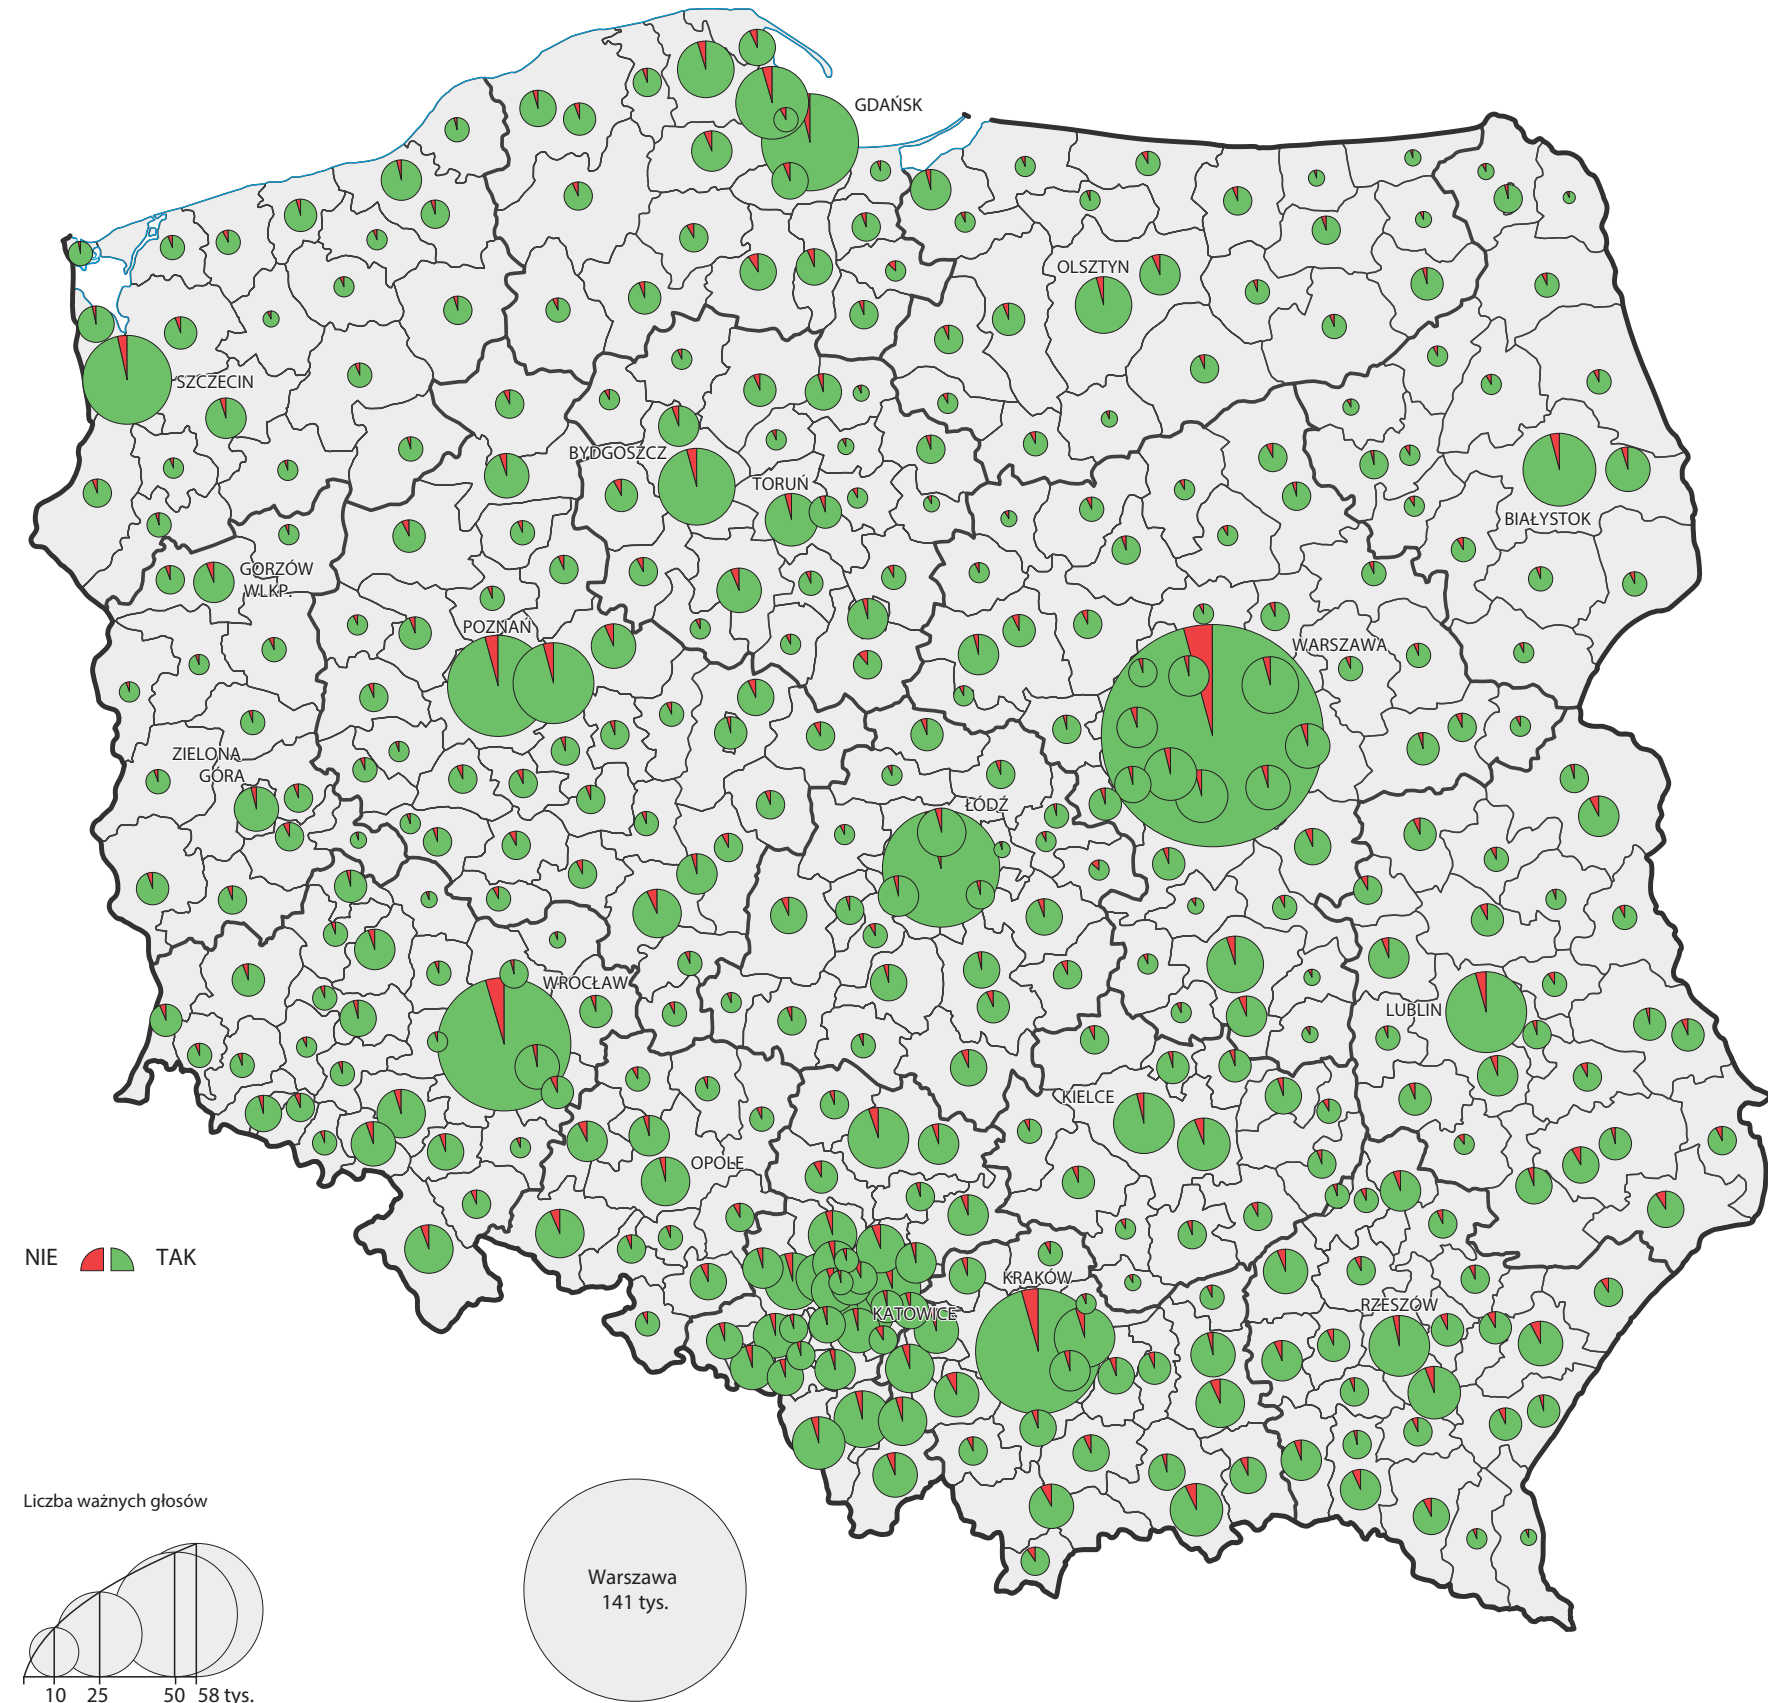 GDAŃSK
OLSZTYN
SZCZECIN
BYDGOSZCZ
TORUŃ
BIAŁYSTOK
GORZÓW
WLKP.
POZNAŃ
WARSZAWA
ZIELONA
GÓRA
ŁÓDŹ
WROCŁAW
LUBLIN
KIELCE
OPOLE
NIE TAK
KRAKÓW
RZESZÓW
KATOWICE
Liczba ważnych głosów
Warszawa
141 tys.
10 25 50 58 tys.